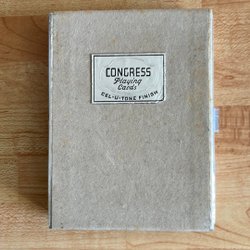 CONGRESS
Playing
Cards
CEL-U-TONE FINISH